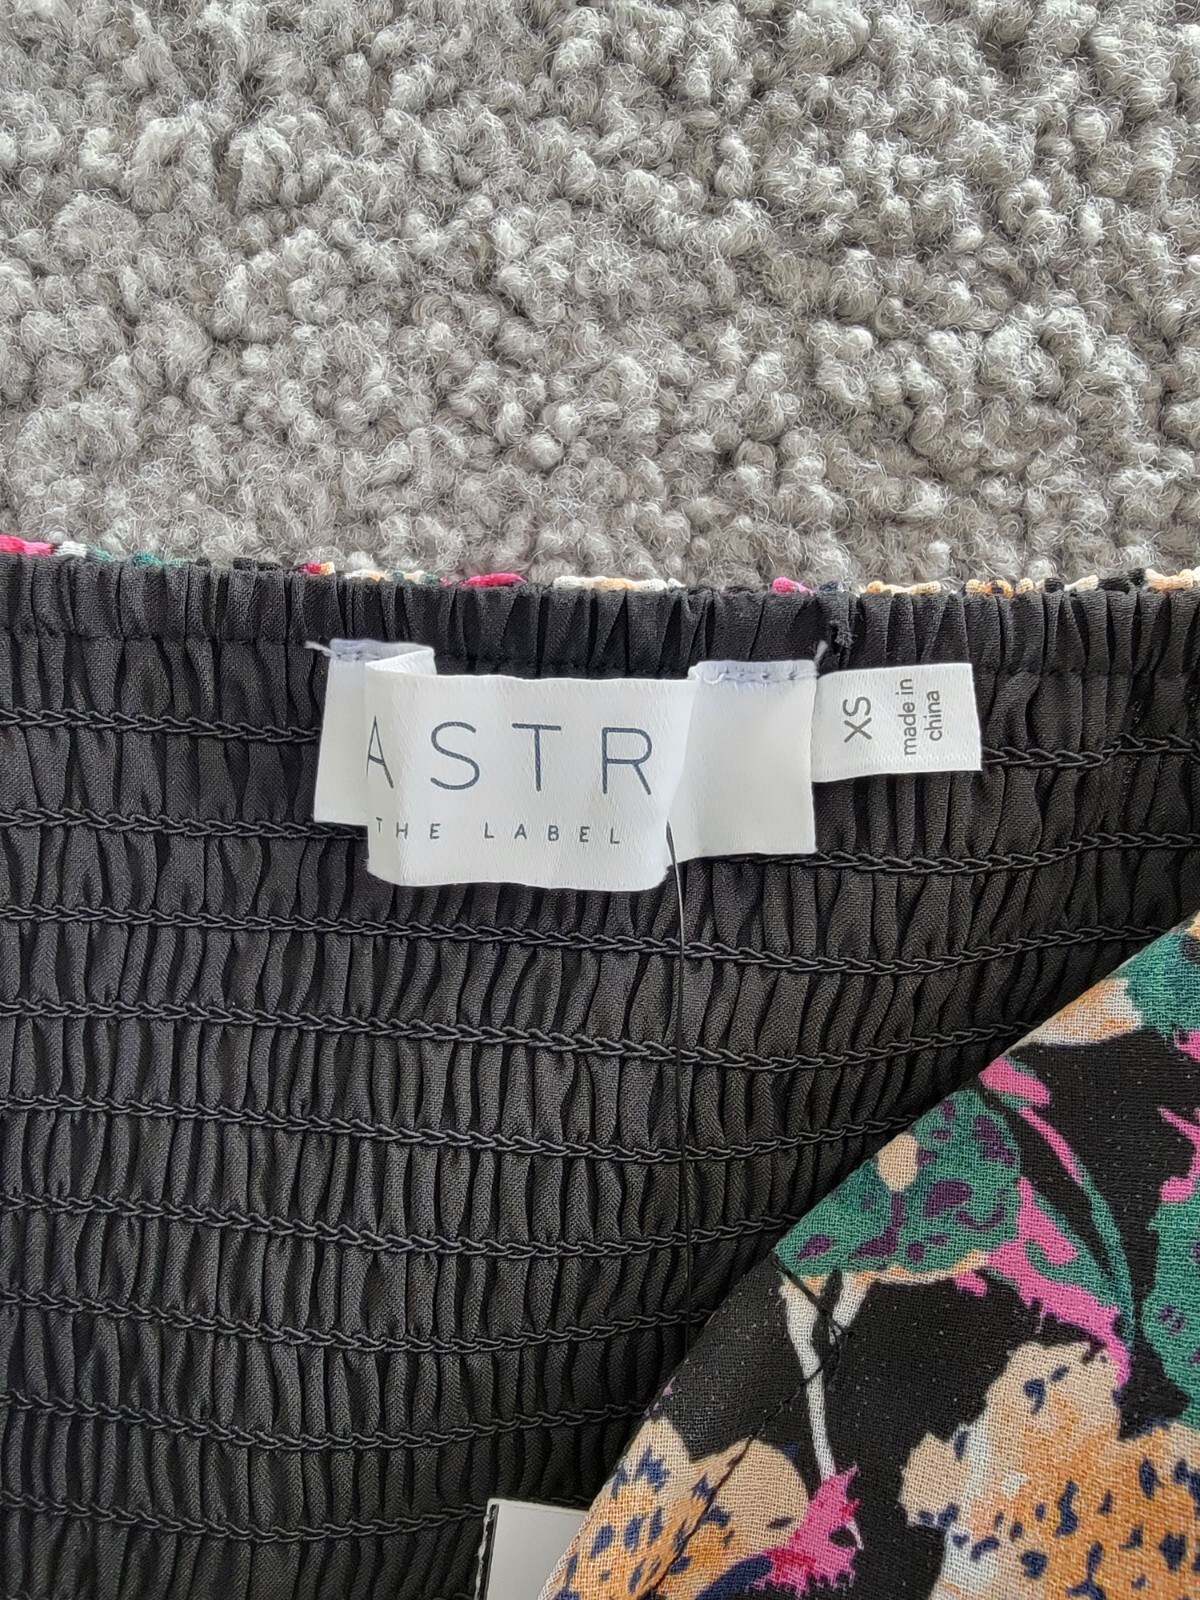 ASTR
THE LABEL
XS
made in
china